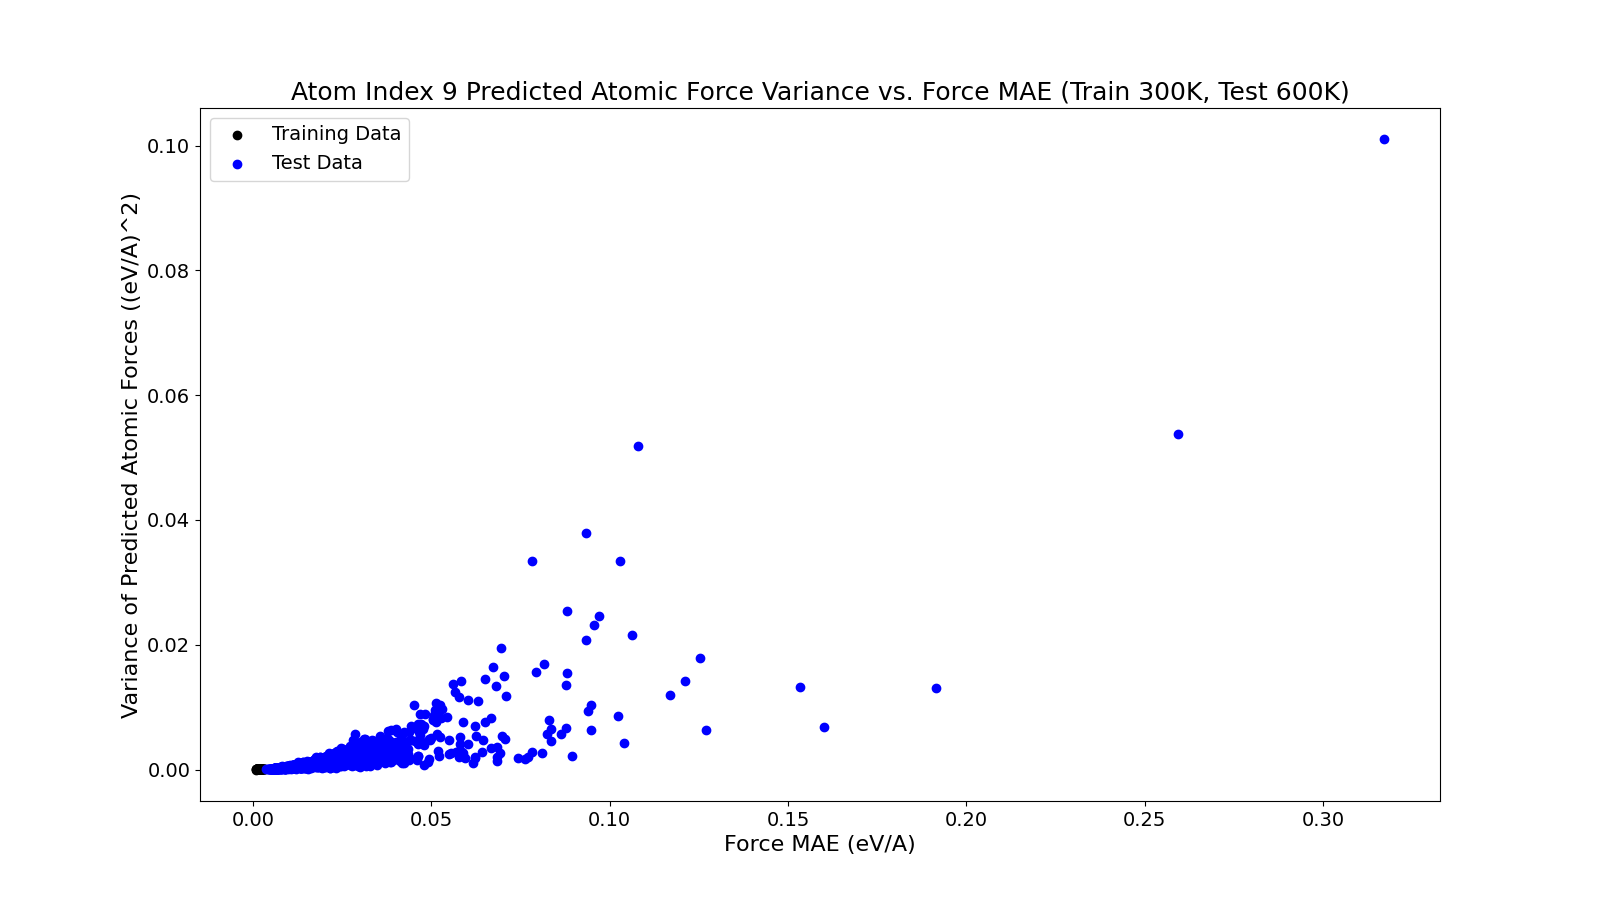 Atom Index 9 Predicted Atomic Force Variance vs. Force MAE (Train 300K, Test 600K)
Training Data
Test Data
Variance of Predicted Atomic Forces ((eV/A)^2)
0.10
0.08
0.06
0.04
0.02
0.00
0.00 0.05 0.10 0.15 0.20 0.25 0.30
Force MAE (eV/A)